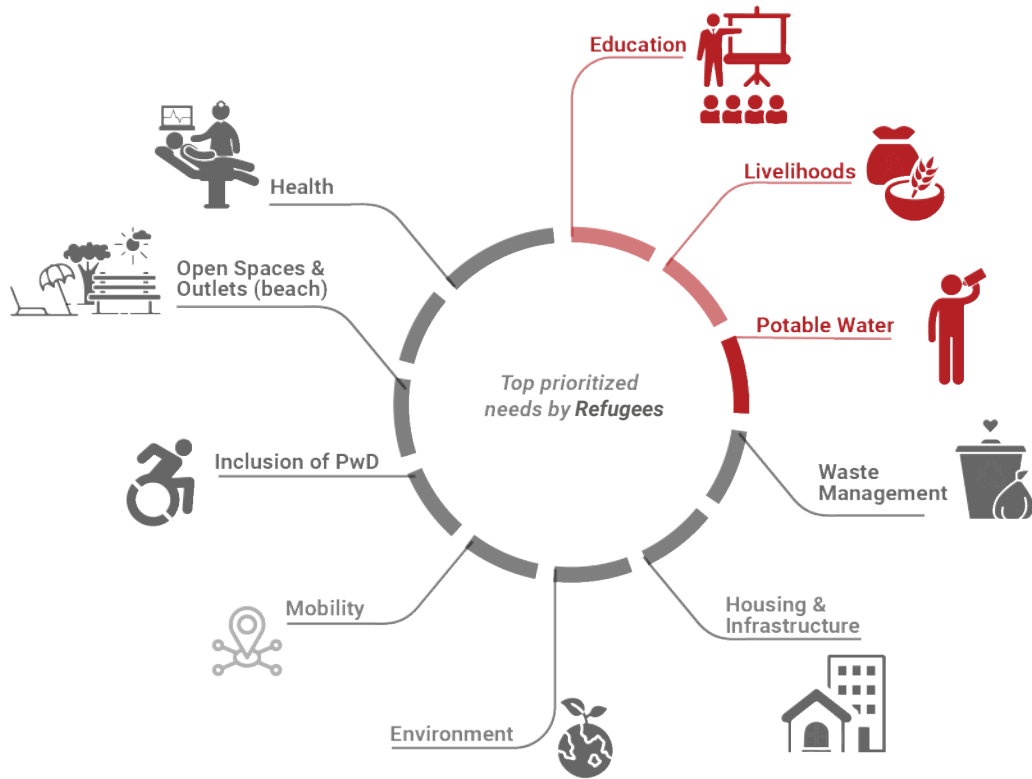 Education
Livelihoods
Potable Water
Waste
Management
Housing &
Infrastructure
Environment
Mobility
Inclusion of PwD
Open Spaces &
Outlets (beach)
Health
Top prioritized
needs by Refugees